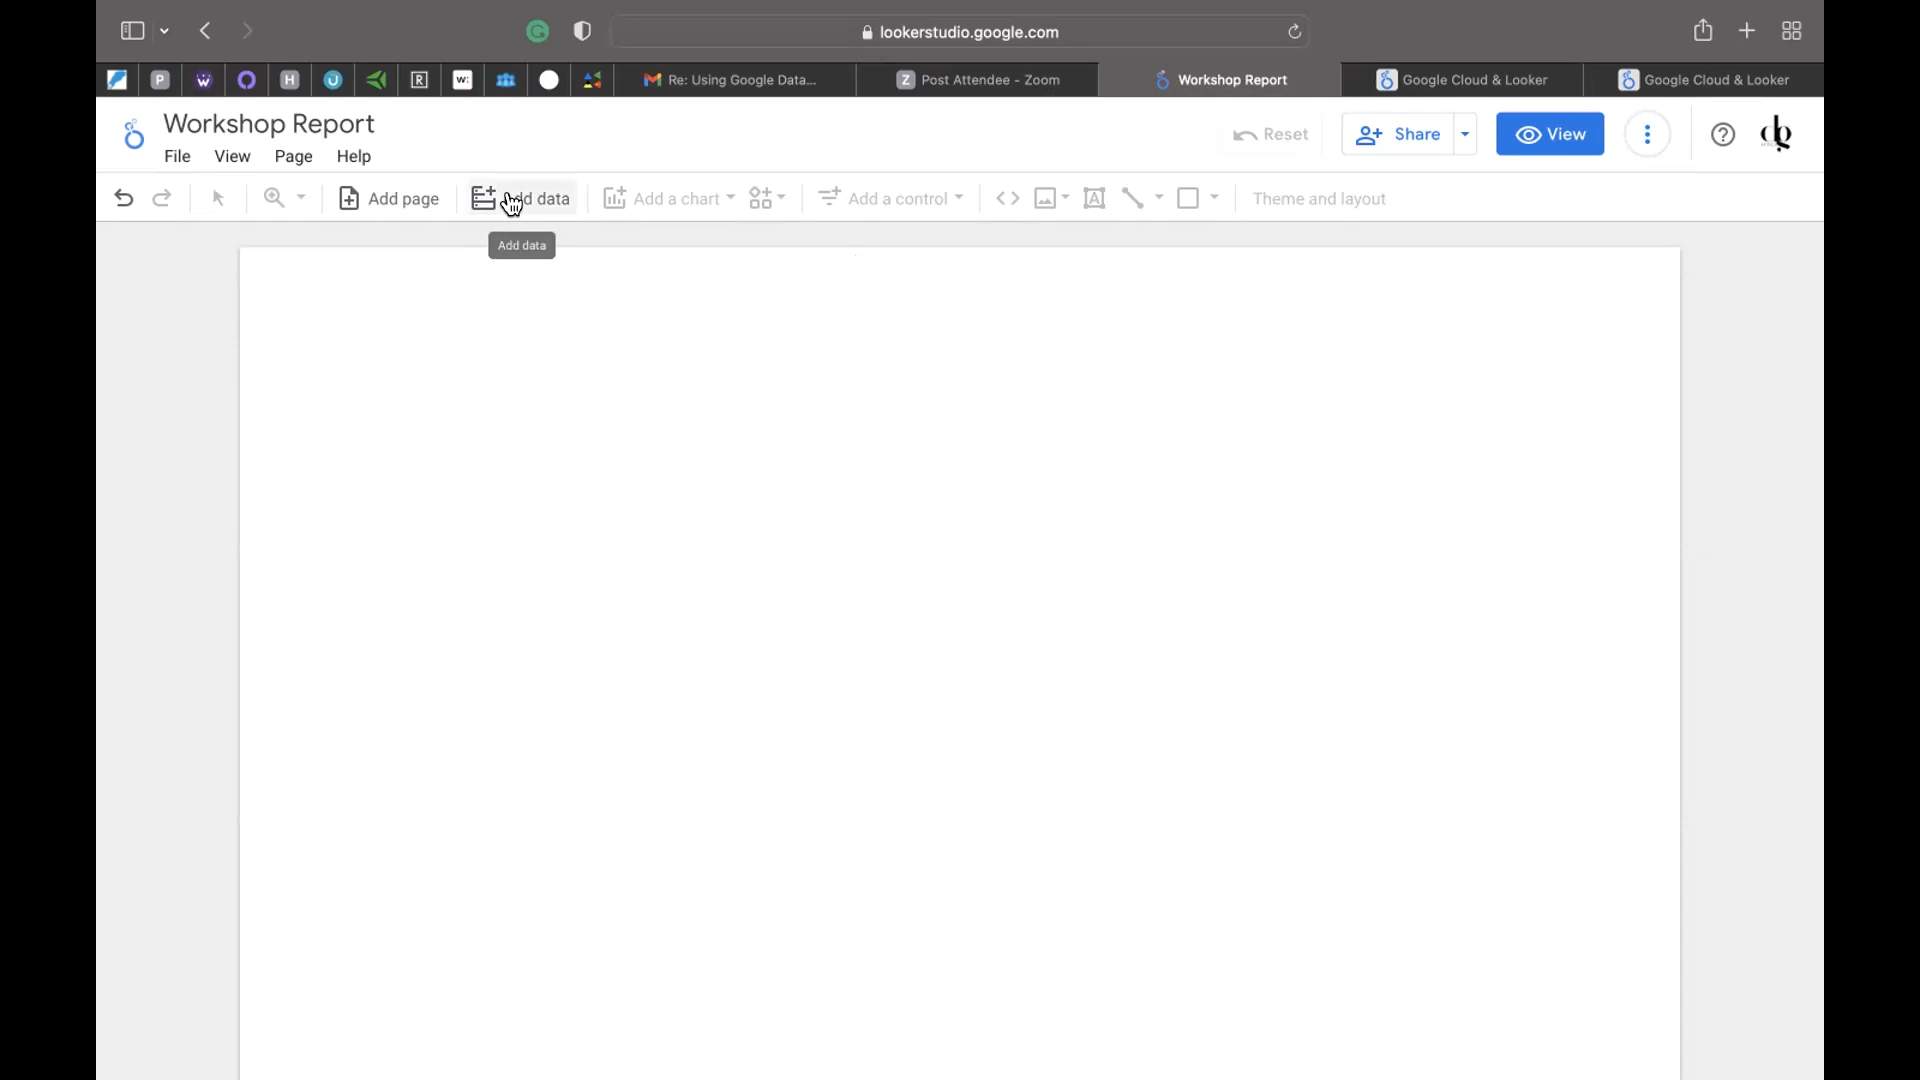 lookerstudio.google.com
P
H
R
w:
Re: Using Google Data...
Z Post Attendee - Zoom
Workshop Report
Google Cloud & Looker
Google Cloud & Looker
Workshop Report
Reset
Share
View
File
View
Page
Help
Add page
data
Add a chart
Add a control
Theme and layout
Add data